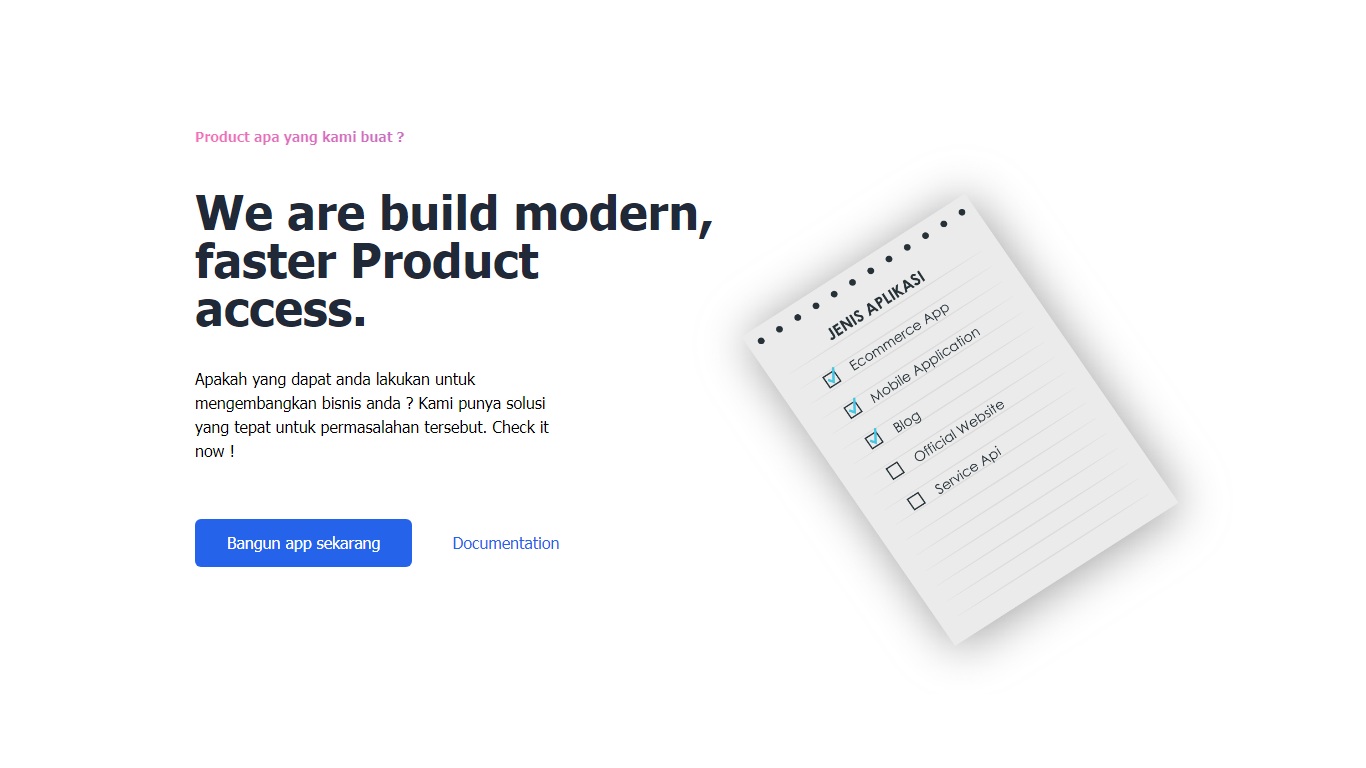 Product apa yang kami buat ?
We are build modern,
faster Product
access.
Apakah yang dapat anda lakukan untuk
mengembangkan bisnis anda ? Kami punya solusi
yang tepat untuk permasalahan tersebut. Check it
now !
Bangun app sekarang
Documentation
JENIS APLIKASI
Ecommerce App
Mobile Application
Blog
Official Website
Service Api